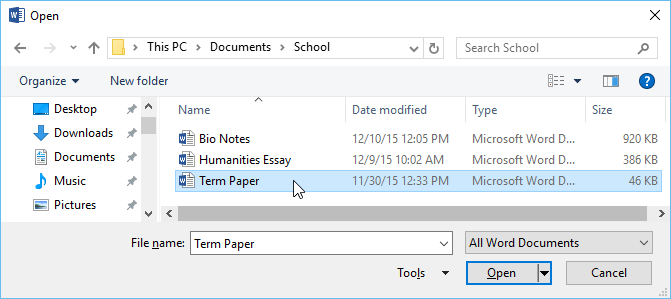 Open
This PC > Documents > School
Search School
Organize
New folder
Name Date modified Type Size
Desktop
Downloads
Documents
Music
Pictures
Bio Notes 12/10/15 12:05 PM Microsoft Word D... 920 KB
Humanities Essay 12/9/15 10:02 AM Microsoft Word D... 386 KB
Term Paper 11/30/15 12:33 PM Microsoft Word D... 46 KB
File name: Term Paper All Word Documents
Tools Open Cancel